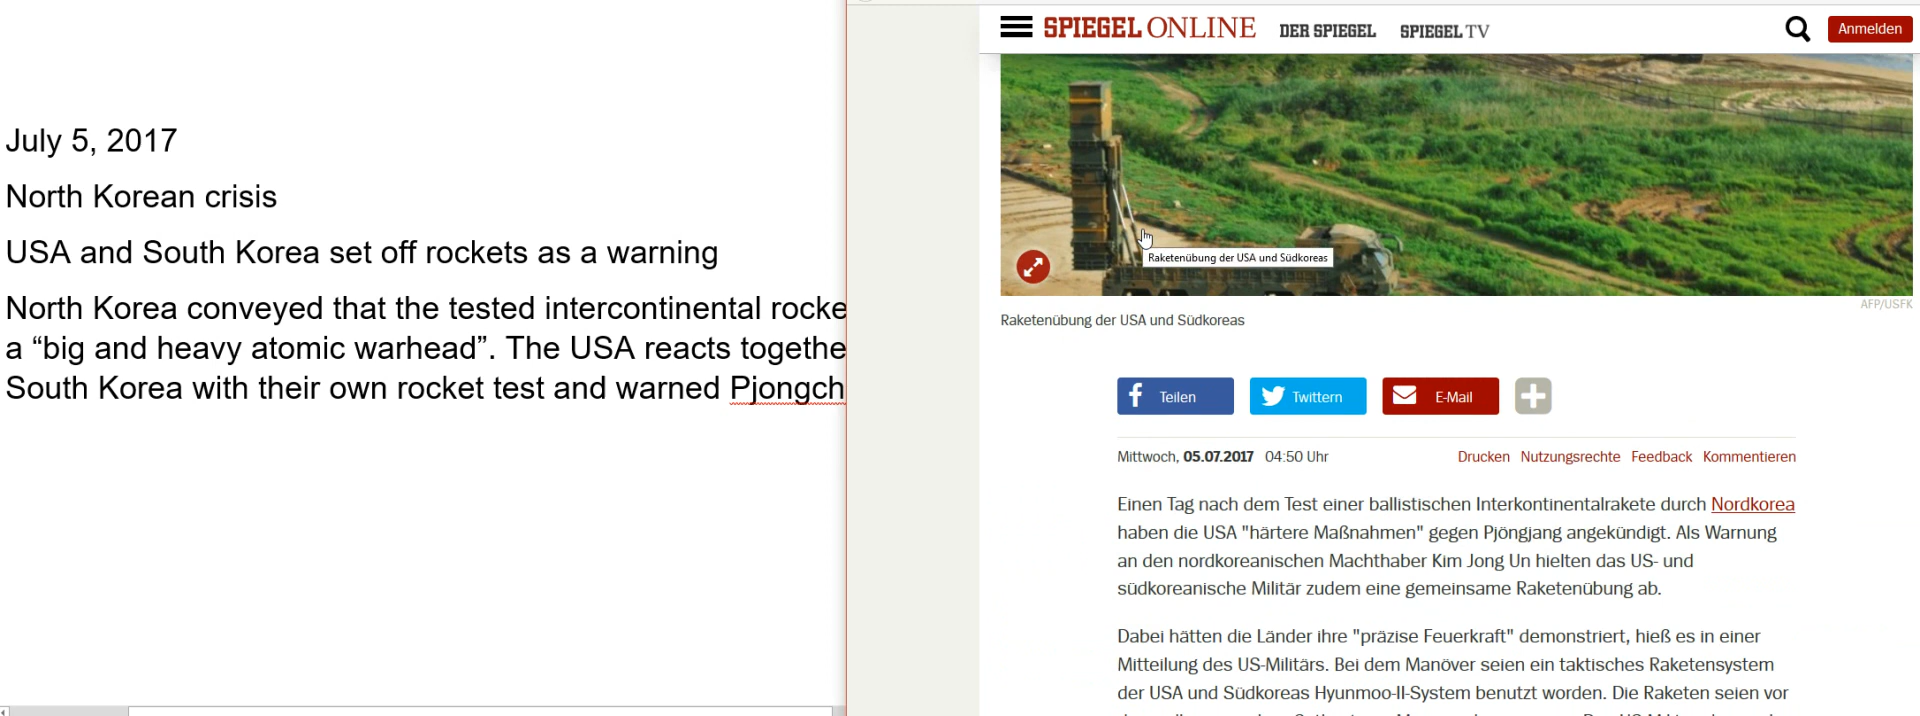 July 5, 2017
North Korean crisis
USA and South Korea set off rockets as a warning
North Korea conveyed that the tested intercontinental rocke
a “big and heavy atomic warhead”. The USA reacts togethe
South Korea with their own rocket test and warned Pjongch
SPIEGEL ONLINE DER SPIEGEL SPIEGEL TV
Anmelden
Raketenübung der USA und Südkoreas
AFP/USFK
Raketenübung der USA und Südkoreas
Teilen Twittern E-Mail
Mittwoch, 05.07.2017 04:50 Uhr Drucken Nutzungsrechte Feedback Kommentieren
Einen Tag nach dem Test einer ballistischen Interkontinentalrakete durch Nordkorea
haben die USA "härtere Maßnahmen" gegen Pjöngjang angekündigt. Als Warnung
an den nordkoreanischen Machthaber Kim Jong Un hielten das US- und
südkoreanische Militär zudem eine gemeinsame Raketenübung ab.
Dabei hätten die Länder ihre "präzise Feuerkraft" demonstriert, hieß es in einer
Mitteilung des US-Militärs. Bei dem Manöver seien ein taktisches Raketensystem
der USA und Südkoreas Hyunmoo-II-System benutzt worden. Die Raketen seien vor